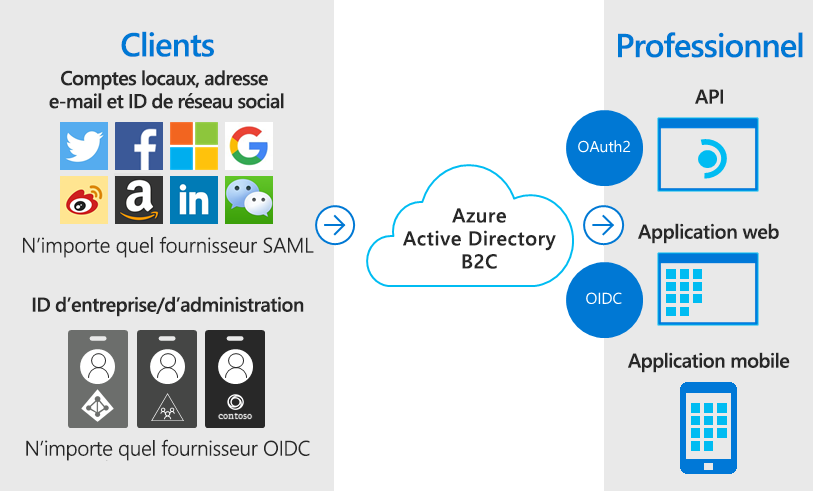 Clients
Comptes locaux, adresse
e-mail et ID de réseau social
a
in
N'importe quel fournisseur SAML
ID d'entreprise/d'administration
contoso
N'importe quel fournisseur OIDC
Azure
Active Directory
B2C
Professionnel
API
OAuth2
Application web
OIDC
Application mobile